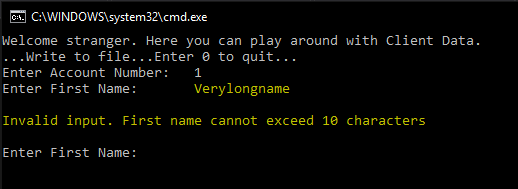 C:\WINDOWS\system32\cmd.exe
Welcome stranger. Here you can play around with Client Data.
...Write to file...Enter 0 to quit...
Enter Account Number:   1
Enter First Name:       Verylongname
Invalid input. First name cannot exceed 10 characters
Enter First Name: